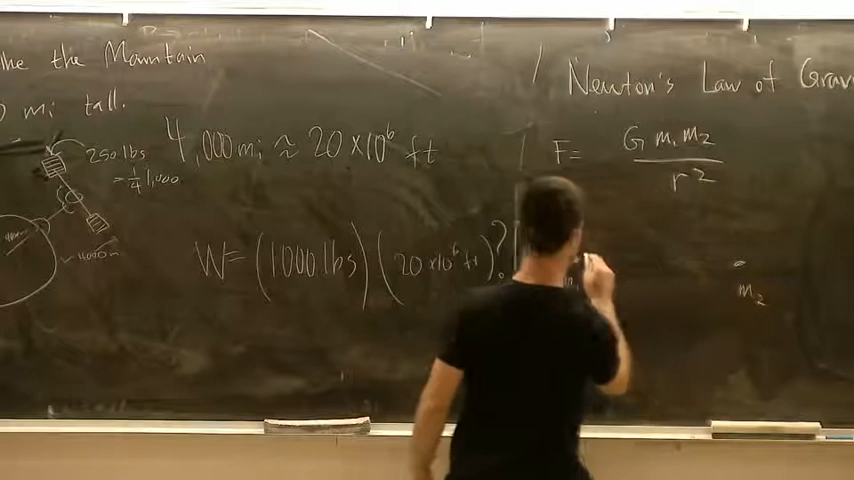 the Mountain
mi tall.
250 lbs
= 1/4 1,000
4,000 mi ≈ 20 × 10⁶ ft
W = (1000 lbs)(20 × 10⁶ ft)?
Newton's Law of Grav
F = G m₁ m₂ / r²
m₂